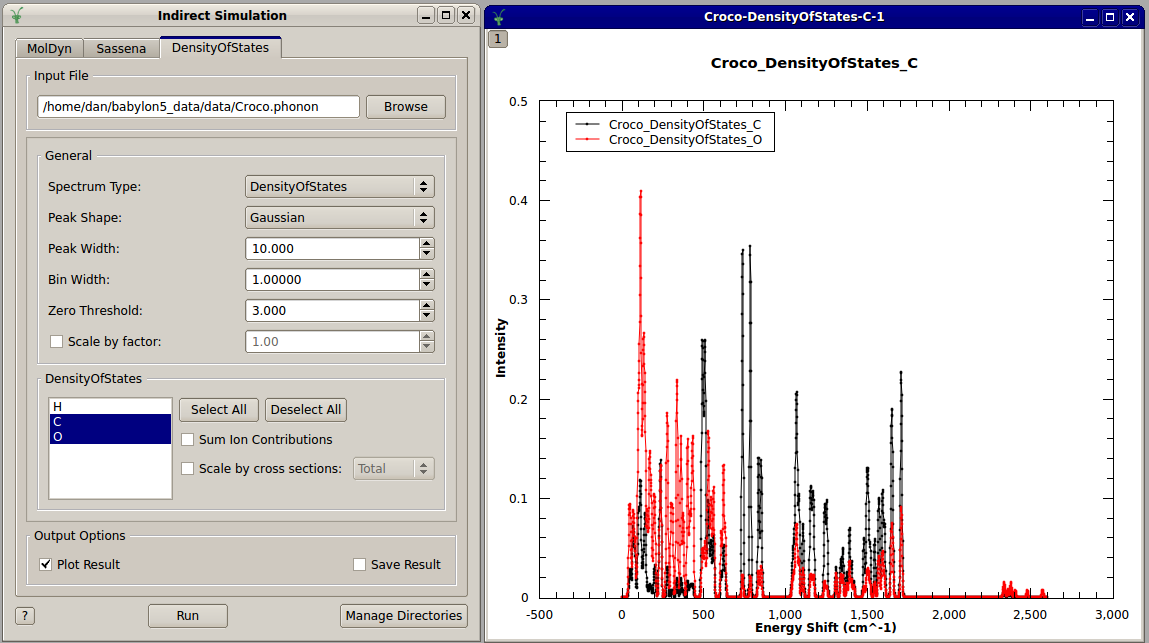 Indirect Simulation
MolDyn Sassena DensityOfStates
Input File
/home/dan/babylon5_data/data/Croco.phonon Browse
General
Spectrum Type: DensityOfStates
Peak Shape: Gaussian
Peak Width: 10.000
Bin Width: 1.00000
Zero Threshold: 3.000
Scale by factor: 1.00
DensityOfStates
H
C
O
Select All Deselect All
Sum Ion Contributions
Scale by cross sections: Total
Output Options
Plot Result Save Result
? Run Manage Directories
Croco-DensityOfStates-C-1
1
Croco_DensityOfStates_C
Croco_DensityOfStates_C
Croco_DensityOfStates_O
Intensity
0.5
0.4
0.3
0.2
0.1
0
-500 0 500 1,000 1,500 2,000 2,500 3,000
Energy Shift (cm^-1)